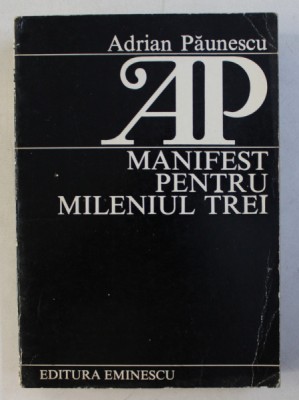 Adrian Păunescu
AP
MANIFEST
PENTRU
MILENIUL TREI
EDITURA EMINESCU